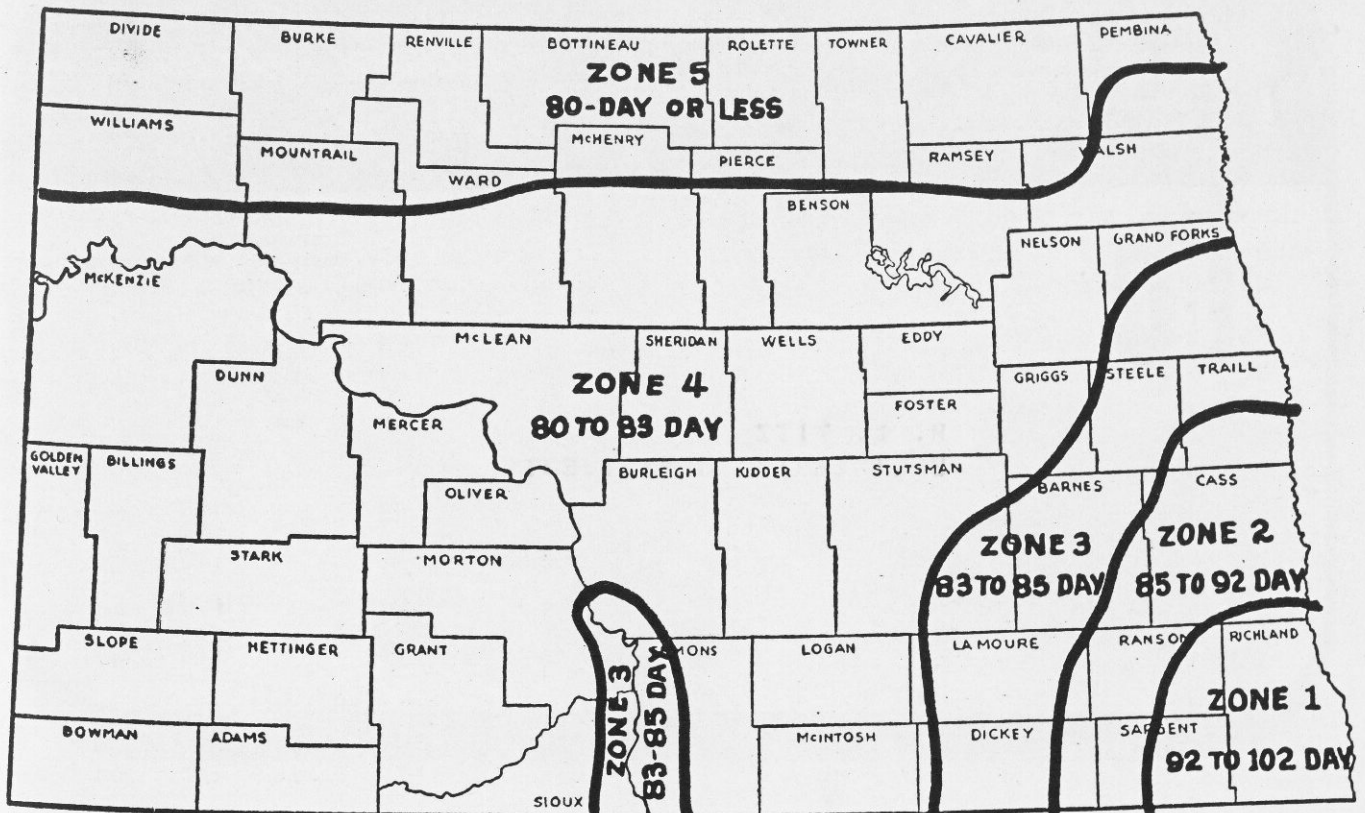 DIVIDE
BURKE
RENVILLE
BOTTINEAU
ROLETTE
TOWNER
CAVALIER
PEMBINA
ZONE 5
80-DAY OR LESS
WILLIAMS
MOUNTRAIL
WARD
McHENRY
PIERCE
RAMSEY
WALSH
BENSON
NELSON
GRAND FORKS
McKENZIE
DUNN
McLEAN
SHERIDAN
WELLS
EDDY
FOSTER
GRIGGS
STEELE
TRAILL
ZONE 4
80 TO 83 DAY
MERCER
GOLDEN
VALLEY
BILLINGS
OLIVER
BURLEIGH
KIDDER
STUTSMAN
BARNES
CASS
STARK
MORTON
ZONE 3
83 TO 85 DAY
ZONE 2
85 TO 92 DAY
SLOPE
HETTINGER
GRANT
MONS
LOGAN
LA MOURE
RANSON
RICHLAND
ZONE 3
83-85 DAY
ZONE 1
92 TO 102 DAY
BOWMAN
ADAMS
SIOUX
McINTOSH
DICKEY
SARGENT